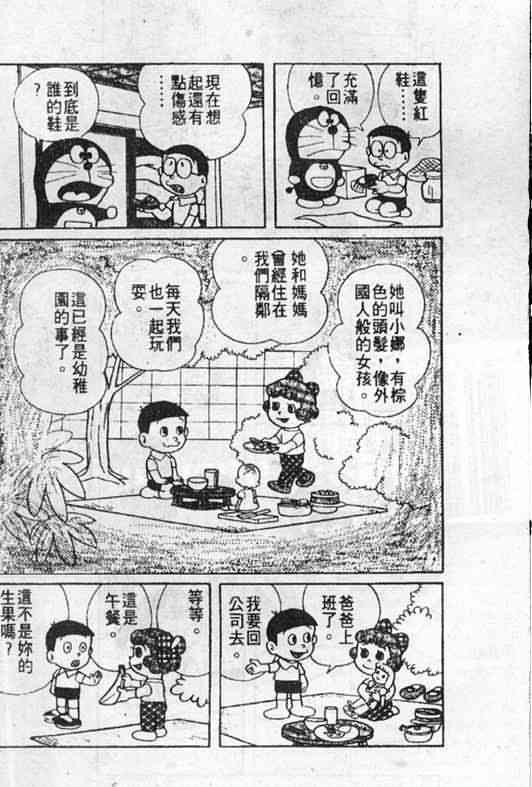 這隻紅
鞋……
充滿
了回
憶。
現在想
起還有
點傷感
……
到底是
誰的鞋
?
她叫小娜,有棕
色的頭髮,像外
國人般的女孩。
她和媽媽
曾經住在
我們隔鄰
。
每天我們
也一起玩
耍。
這已經是幼稚
園的事了。
爸爸上
班了。
我要回
公司去。
等等。
這是
午餐。
這不是妳的
生果嗎?